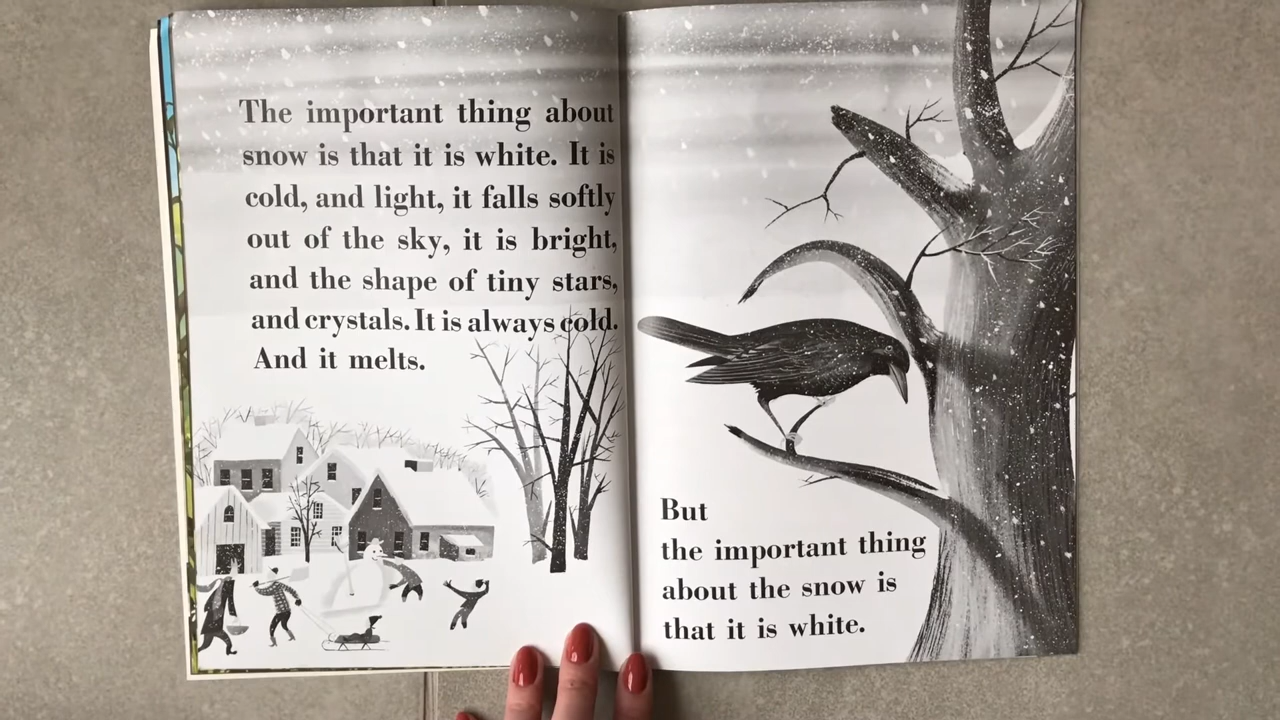 The important thing about
snow is that it is white. It is
cold, and light, it falls softly
out of the sky, it is bright,
and the shape of tiny stars,
and crystals. It is always cold.
And it melts.
But
the important thing
about the snow is
that it is white.